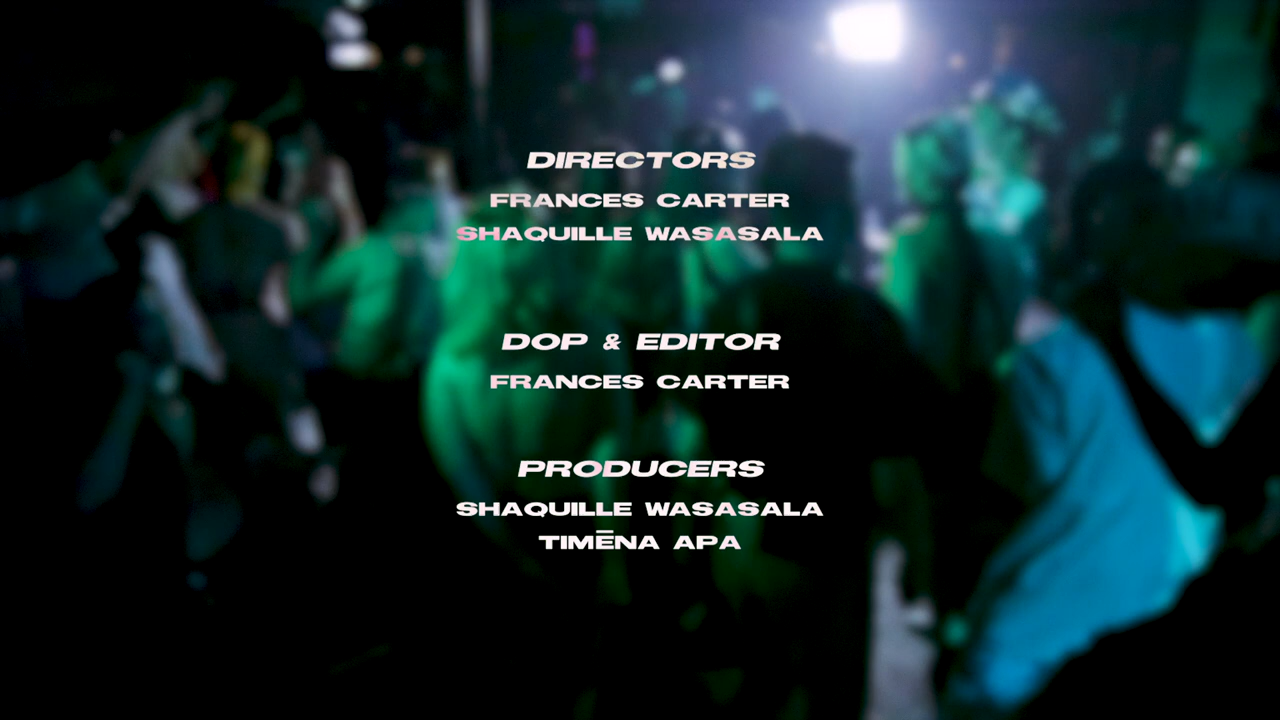 DIRECTORS
FRANCES CARTER
SHAQUILLE WASASALA
DOP & EDITOR
FRANCES CARTER
PRODUCERS
SHAQUILLE WASASALA
TIMĒNA APA